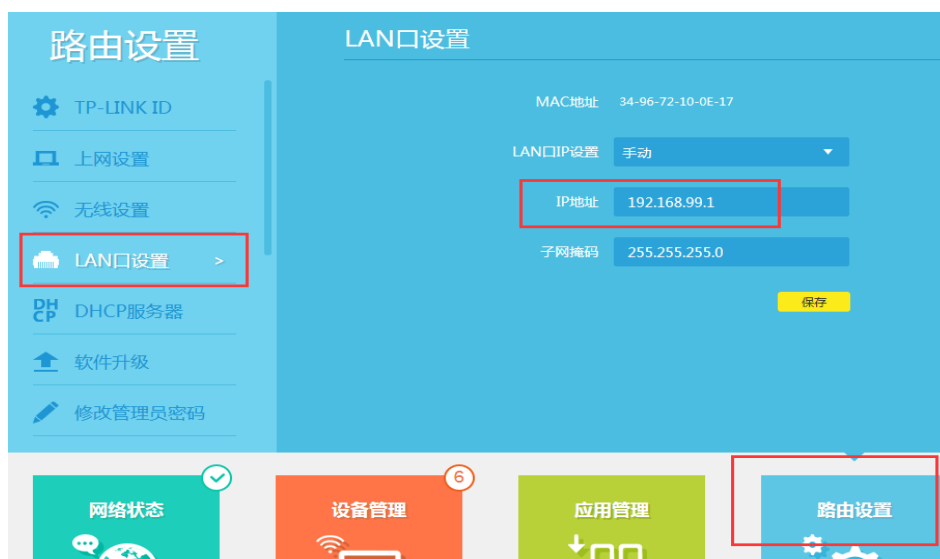 路由设置
TP-LINK ID
上网设置
无线设置
LAN口设置 >
DHCP DHCP服务器
软件升级
修改管理员密码
LAN口设置
MAC地址 34-96-72-10-0E-17
LAN口IP设置 手动
IP地址 192.168.99.1
子网掩码 255.255.255.0
保存
网络状态
6
设备管理
应用管理
路由设置